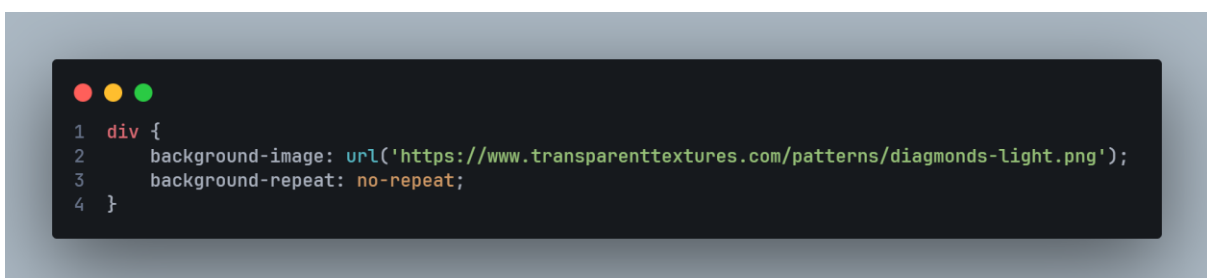 1 div {
2 background-image: url('https://www.transparenttextures.com/patterns/diagmonds-light.png');
3 background-repeat: no-repeat;
4 }